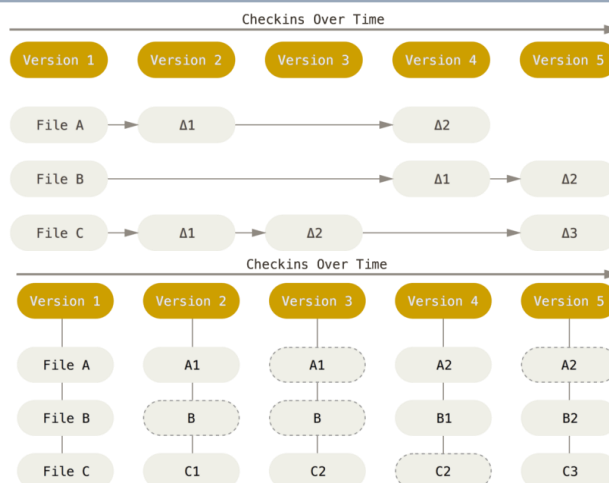 Checkins Over Time
Version 1 Version 2 Version 3 Version 4 Version 5
File A Δ1 Δ2
File B Δ1 Δ2
File C Δ1 Δ2 Δ3
Checkins Over Time
Version 1 Version 2 Version 3 Version 4 Version 5
File A A1 A1 A2 A2
File B B B B1 B2
File C C1 C2 C2 C3